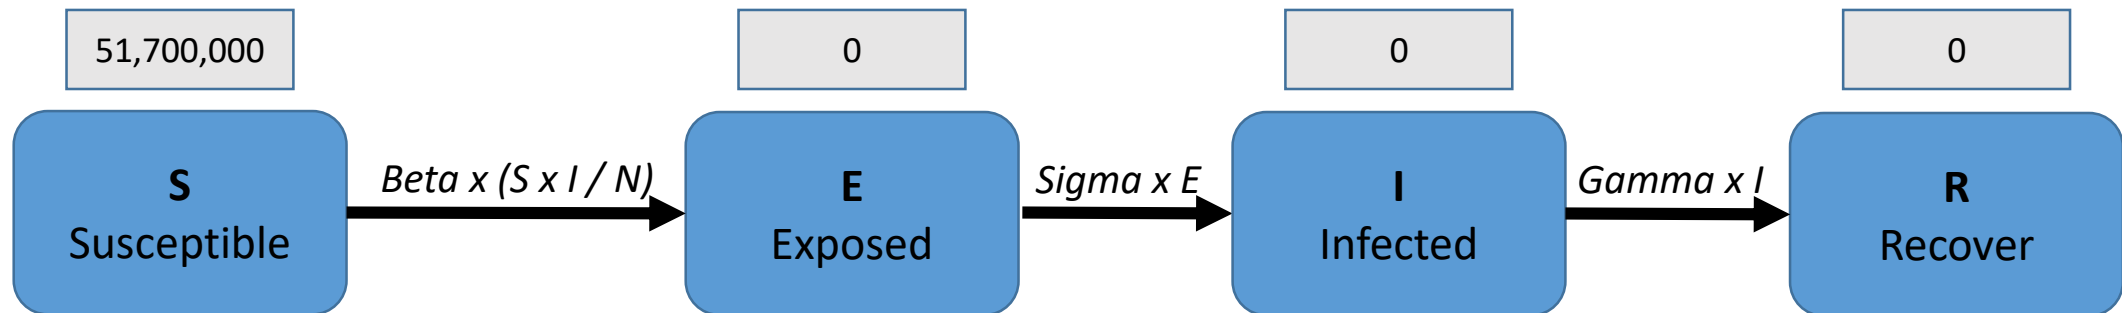 51,700,000
0
0
0
S
Susceptible
Beta x (S x I / N)
E
Exposed
Sigma x E
I
Infected
Gamma x I
R
Recover